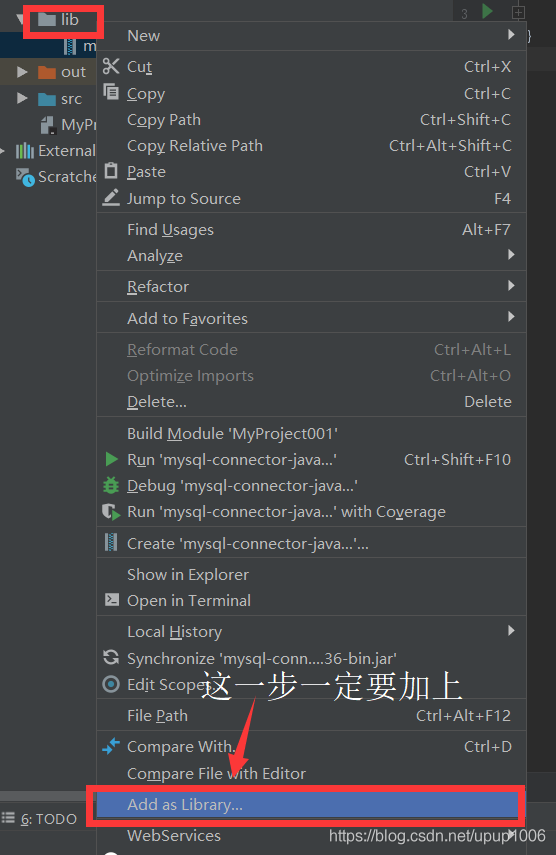 lib
3
New
m
Cut Ctrl+X
out
Copy Ctrl+C
src
Copy Path Ctrl+Shift+C
MyPr
Copy Relative Path Ctrl+Alt+Shift+C
External
Paste Ctrl+V
Scratche
Jump to Source F4
Find Usages Alt+F7
Analyze
Refactor
Add to Favorites
Reformat Code Ctrl+Alt+L
Optimize Imports Ctrl+Alt+O
Delete... Delete
Build Module 'MyProject001'
Run 'mysql-connector-java...' Ctrl+Shift+F10
Debug 'mysql-connector-java...'
Run 'mysql-connector-java...' with Coverage
Create 'mysql-connector-java...'...
Show in Explorer
Open in Terminal
Local History
Synchronize 'mysql-conn....36-bin.jar'
Edit Scope
这一步一定要加上
File Path Ctrl+Alt+F12
Compare With. Ctrl+D
Compare File with Editor
Add as Library...
6: TODO
WebServices
https://blog.csdn.net/upup1006